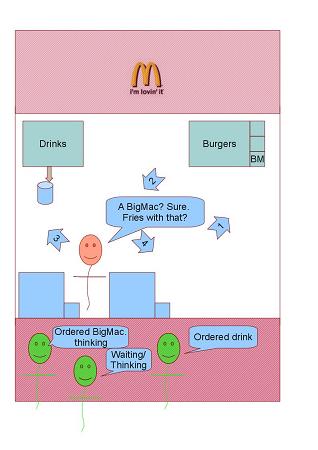 i'm lovin' it
Drinks
Burgers
BM
2
A BigMac? Sure.
Fries with that?
1
3
4
Ordered BigMac.
thinking
Waiting/
Thinking
Ordered drink